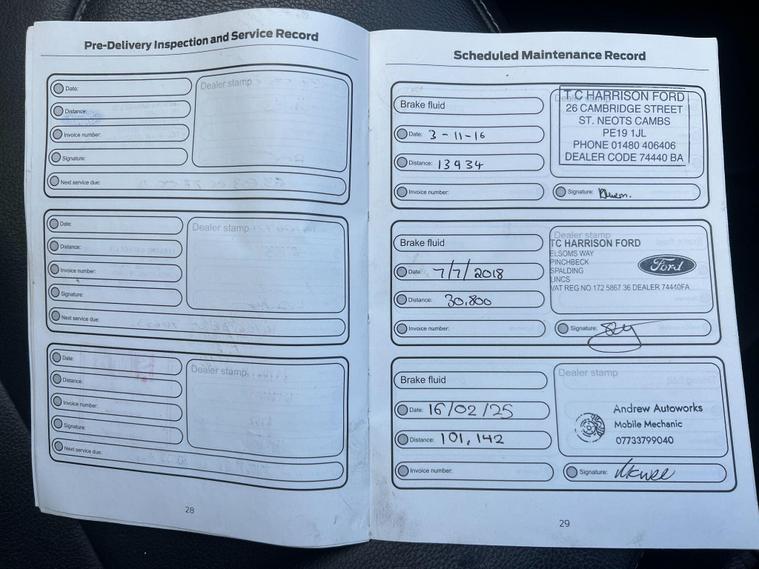 Pre-Delivery Inspection and Service Record
Date:
Dealer stamp
Distance:
Invoice number:
Signature:
Next service due:
Date:
Dealer stamp
Distance:
Invoice number:
Signature:
Next service due:
Date:
Dealer stamp
Distance:
Invoice number:
Signature:
Next service due:
28
Scheduled Maintenance Record
Brake fluid
Date: 3-11-16
Distance: 13934
Invoice number:
Dealer stamp
T C HARRISON FORD
26 CAMBRIDGE STREET
ST. NEOTS CAMBS
PE19 1JL
PHONE 01480 406406
DEALER CODE 74440 BA
Signature:
Brake fluid
Date: 7/7/2018
Distance: 30,800
Invoice number:
Dealer stamp
TC HARRISON FORD
ELSOMS WAY
PINCHBECK
SPALDING
LINCS
VAT REG NO 172 5867 36 DEALER 74440FA
Ford
Signature:
Brake fluid
Date: 16/02/25
Distance: 101,142
Invoice number:
Dealer stamp
Andrew Autoworks
Mobile Mechanic
07733799040
Signature:
29